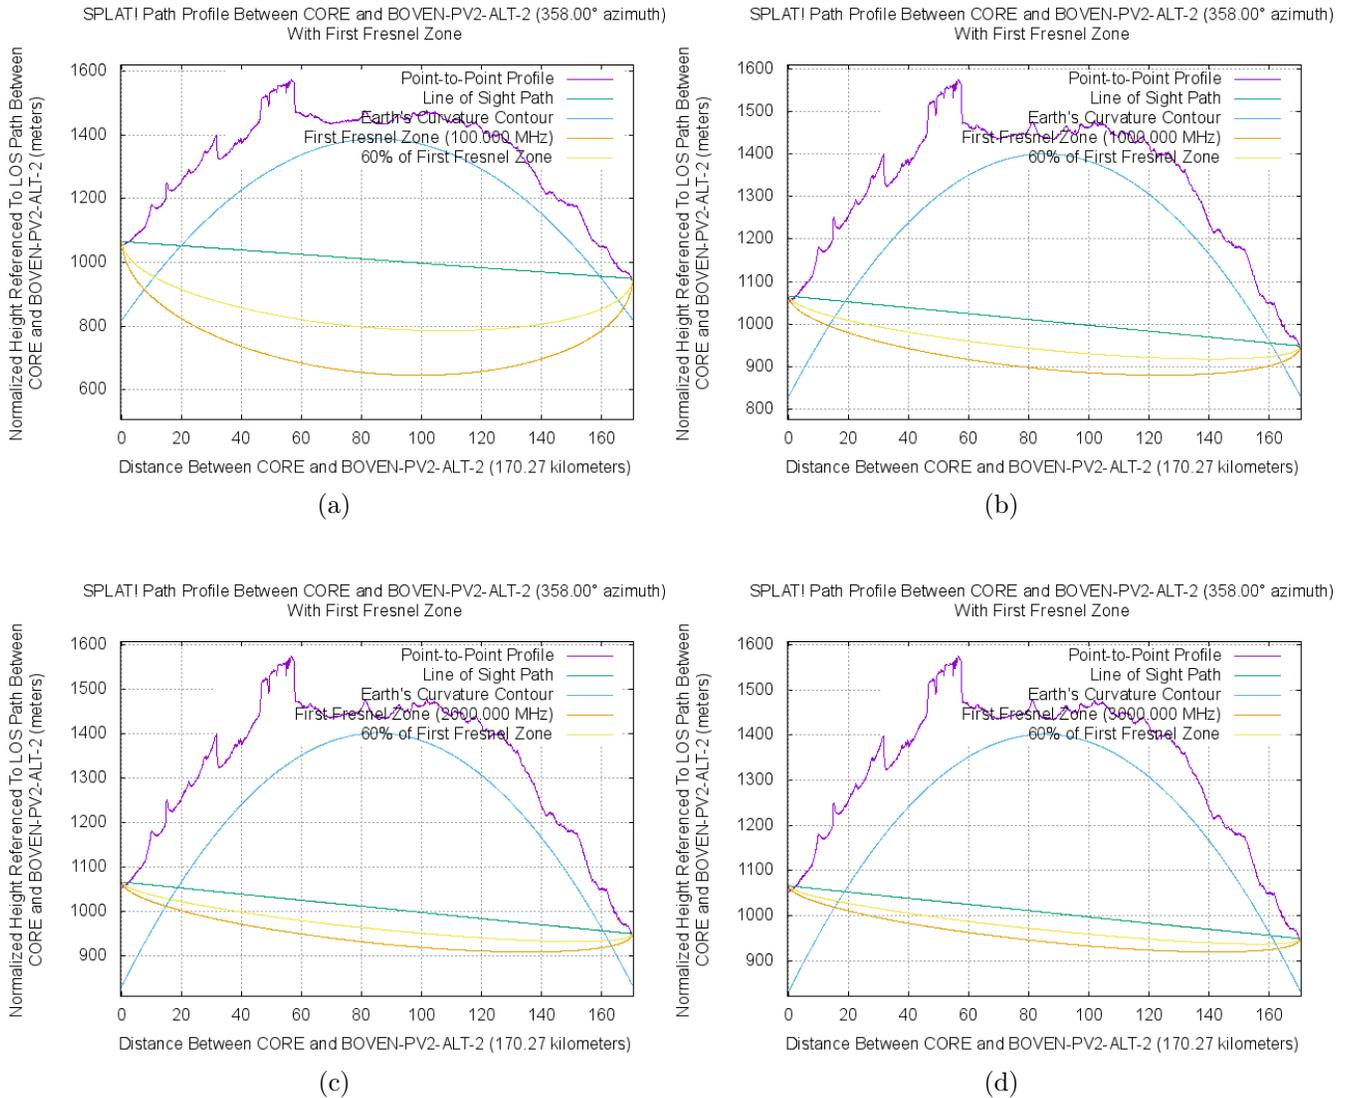 SPLAT! Path Profile Between CORE and BOVEN-PV2-ALT-2 (358.00° azimuth)
With First Fresnel Zone
Normalized Height Referenced To LOS Path Between
CORE and BOVEN-PV2-ALT-2 (meters)
1600
1400
1200
1000
800
600
Point-to-Point Profile
Line of Sight Path
Earth's Curvature Contour
First Fresnel Zone (100.000 MHz)
60% of First Fresnel Zone
0 20 40 60 80 100 120 140 160
Distance Between CORE and BOVEN-PV2-ALT-2 (170.27 kilometers)
(a)
SPLAT! Path Profile Between CORE and BOVEN-PV2-ALT-2 (358.00° azimuth)
With First Fresnel Zone
Normalized Height Referenced To LOS Path Between
CORE and BOVEN-PV2-ALT-2 (meters)
1600
1500
1400
1300
1200
1100
1000
900
800
Point-to-Point Profile
Line of Sight Path
Earth's Curvature Contour
First Fresnel Zone (1000.000 MHz)
60% of First Fresnel Zone
0 20 40 60 80 100 120 140 160
Distance Between CORE and BOVEN-PV2-ALT-2 (170.27 kilometers)
(b)
SPLAT! Path Profile Between CORE and BOVEN-PV2-ALT-2 (358.00° azimuth)
With First Fresnel Zone
Normalized Height Referenced To LOS Path Between
CORE and BOVEN-PV2-ALT-2 (meters)
1600
1500
1400
1300
1200
1100
1000
900
Point-to-Point Profile
Line of Sight Path
Earth's Curvature Contour
First Fresnel Zone (2000.000 MHz)
60% of First Fresnel Zone
0 20 40 60 80 100 120 140 160
Distance Between CORE and BOVEN-PV2-ALT-2 (170.27 kilometers)
(c)
SPLAT! Path Profile Between CORE and BOVEN-PV2-ALT-2 (358.00° azimuth)
With First Fresnel Zone
Normalized Height Referenced To LOS Path Between
CORE and BOVEN-PV2-ALT-2 (meters)
1600
1500
1400
1300
1200
1100
1000
900
Point-to-Point Profile
Line of Sight Path
Earth's Curvature Contour
First Fresnel Zone (3000.000 MHz)
60% of First Fresnel Zone
0 20 40 60 80 100 120 140 160
Distance Between CORE and BOVEN-PV2-ALT-2 (170.27 kilometers)
(d)